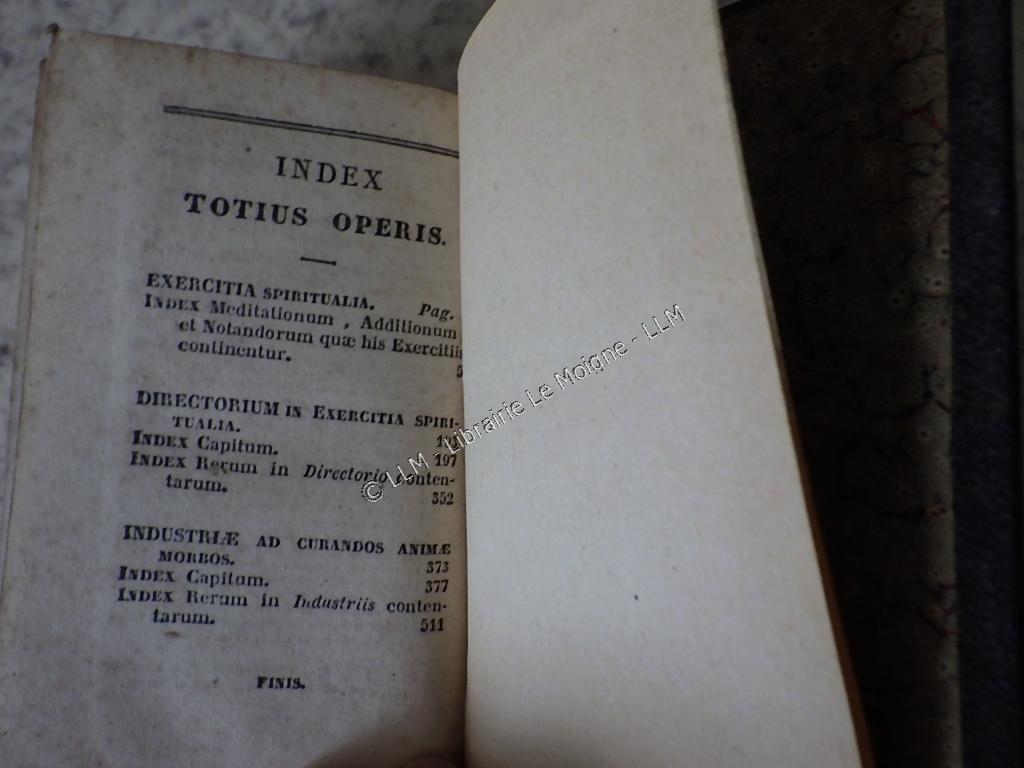 INDEX
TOTIUS OPERIS.
EXERCITIA SPIRITUALIA. Pag.
INDEX Meditationum, Additionum
et Notandorum quæ his Exercitiis
continentur.
DIRECTORIUM IN EXERCITIA SPIRI-
TUALIA.
INDEX Capitum. 197
INDEX Rerum in Directorio conten-
tarum. 352
INDUSTRIÆ AD CURANDOS ANIMÆ
MORBOS. 373
INDEX Capitum. 377
INDEX Rerum in Industriis conten-
tarum. 511
FINIS.
© LLM - Librairie Le Moigne - LLM